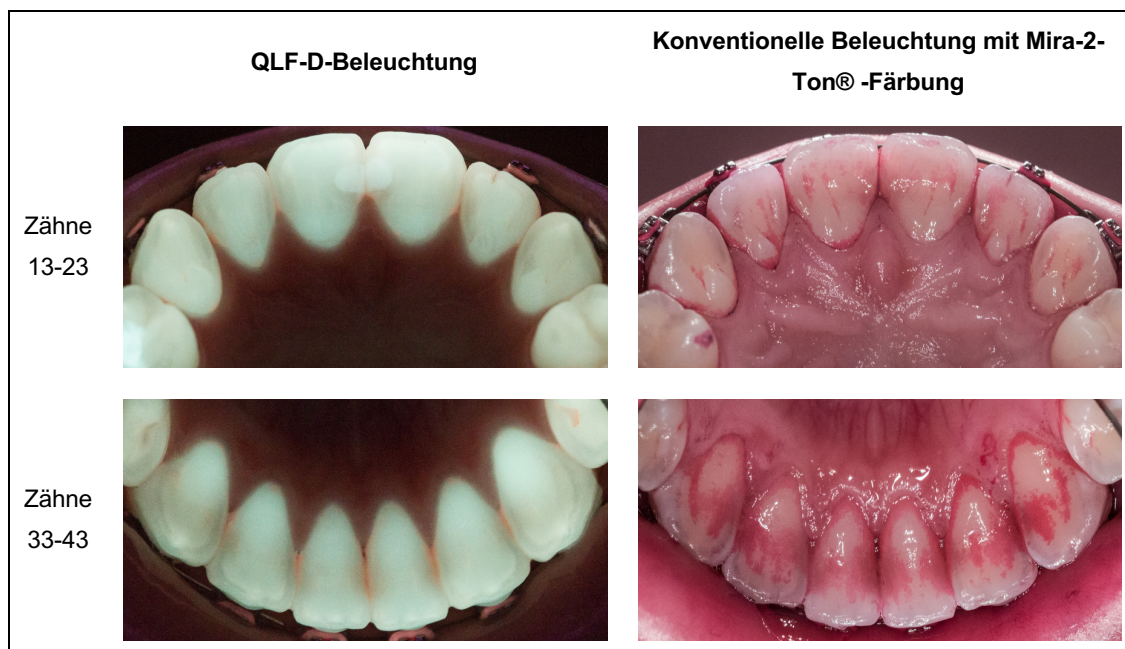 QLF-D-Beleuchtung
Konventionelle Beleuchtung mit Mira-2-
Ton® -Färbung
Zähne
13-23
Zähne
33-43